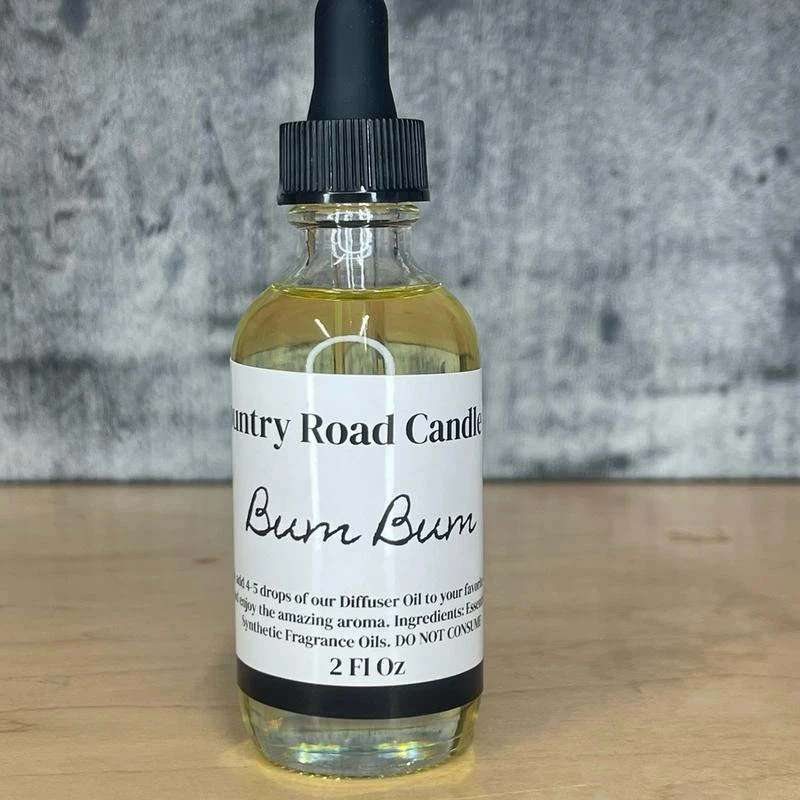 untry Road Candle
Bum Bum
add 4-5 drops of our Diffuser Oil to your favorite
enjoy the amazing aroma. Ingredients: Essen
Synthetic Fragrance Oils. DO NOT CONSUME
2 Fl Oz